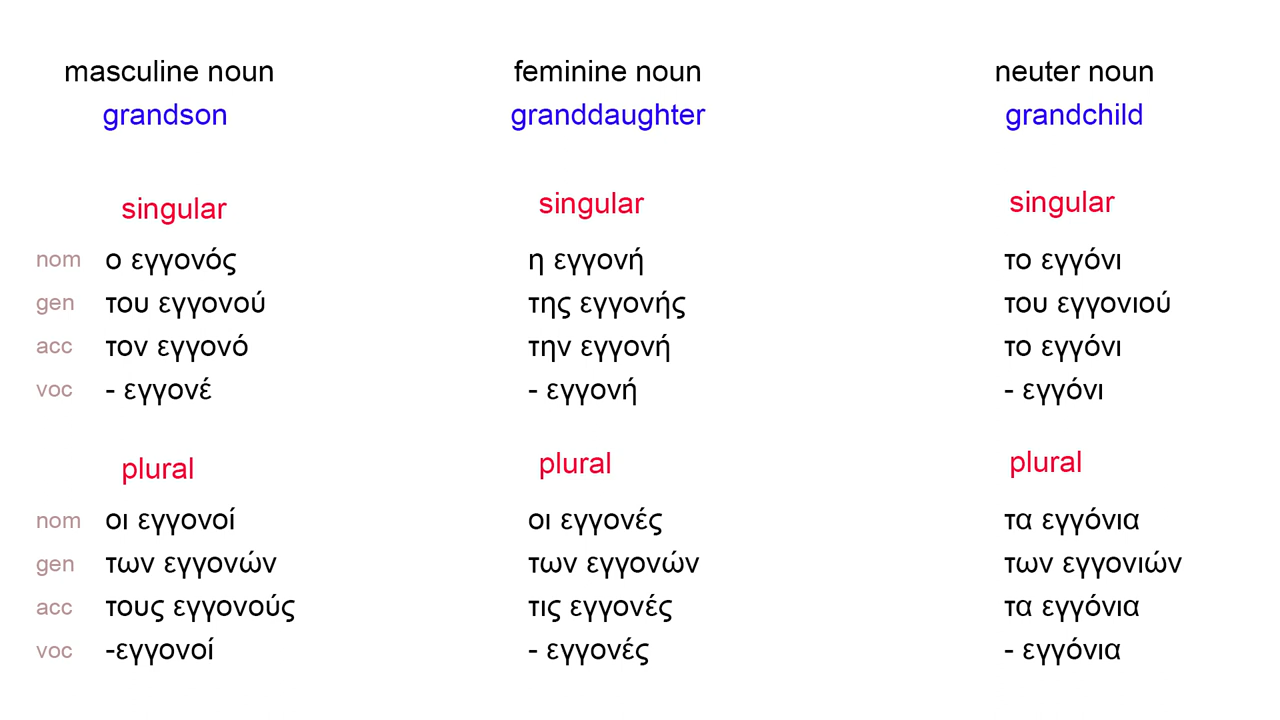 masculine noun feminine noun neuter noun
grandson granddaughter grandchild
singular singular singular
nom ο εγγονός η εγγονή το εγγόνι
gen του εγγονού της εγγονής του εγγονιού
acc τον εγγονό την εγγονή το εγγόνι
voc - εγγονέ - εγγονή - εγγόνι
plural plural plural
nom οι εγγονοί οι εγγονές τα εγγόνια
gen των εγγονών των εγγονών των εγγονιών
acc τους εγγονούς τις εγγονές τα εγγόνια
voc -εγγονοί - εγγονές - εγγόνια